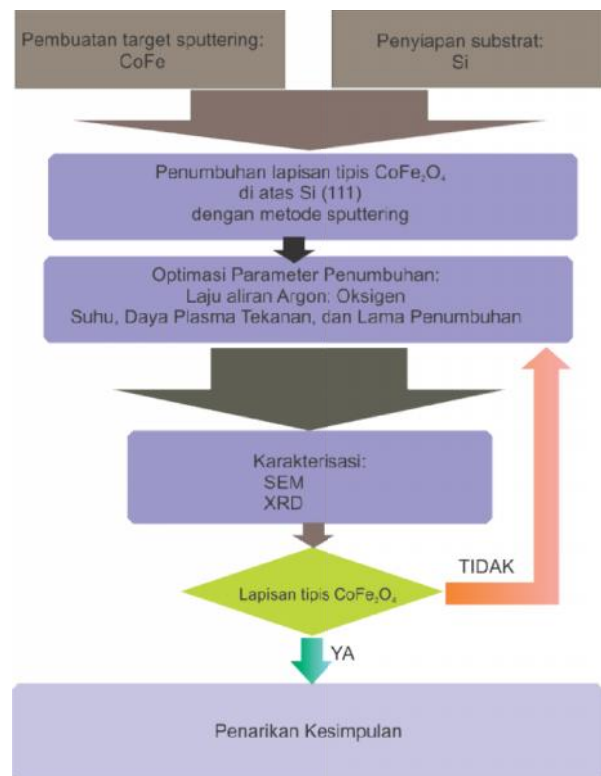 Pembuatan target sputtering:
CoFe
Penyiapan substrat:
Si
Penumbuhan lapisan tipis CoFe₂O₄
di atas Si (111)
dengan metode sputtering
Optimasi Parameter Penumbuhan:
Laju aliran Argon: Oksigen
Suhu, Daya Plasma Tekanan, dan Lama Penumbuhan
Karakterisasi:
SEM
XRD
Lapisan tipis CoFe₂O₄
TIDAK
YA
Penarikan Kesimpulan